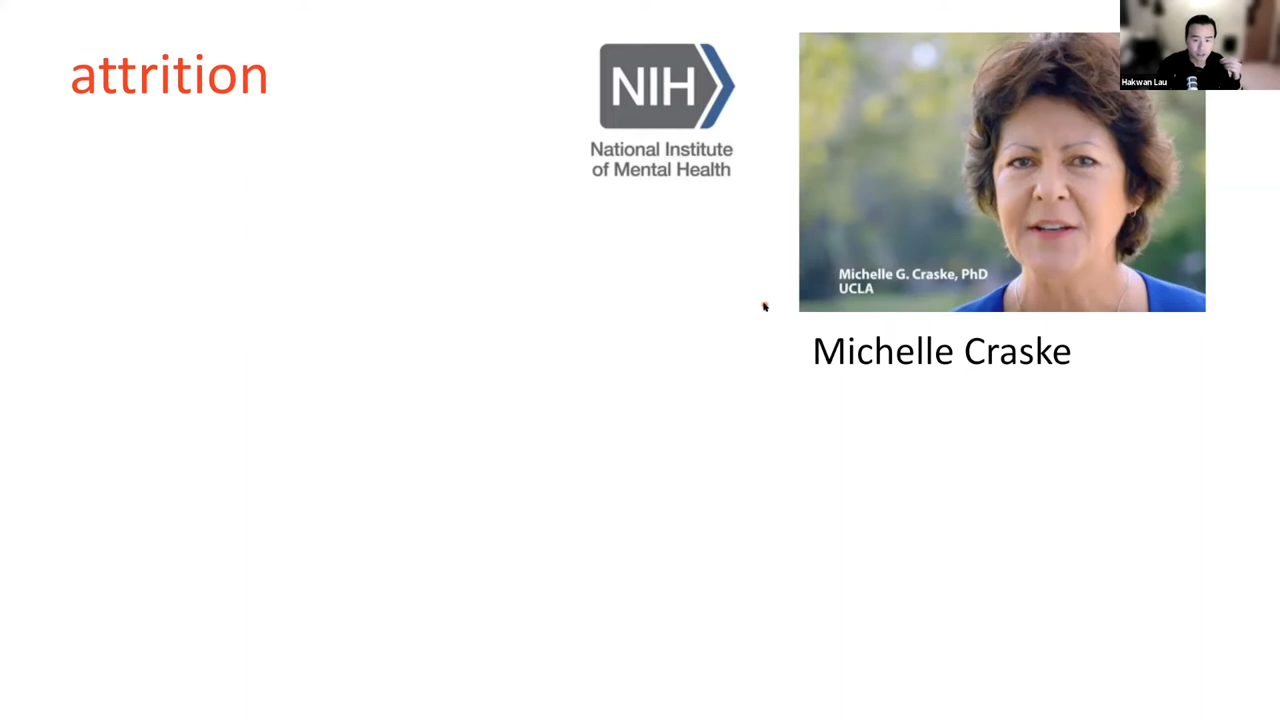 attrition
NIH
National Institute
of Mental Health
Hakwan Lau
Michelle G. Craske, PhD
UCLA
Michelle Craske